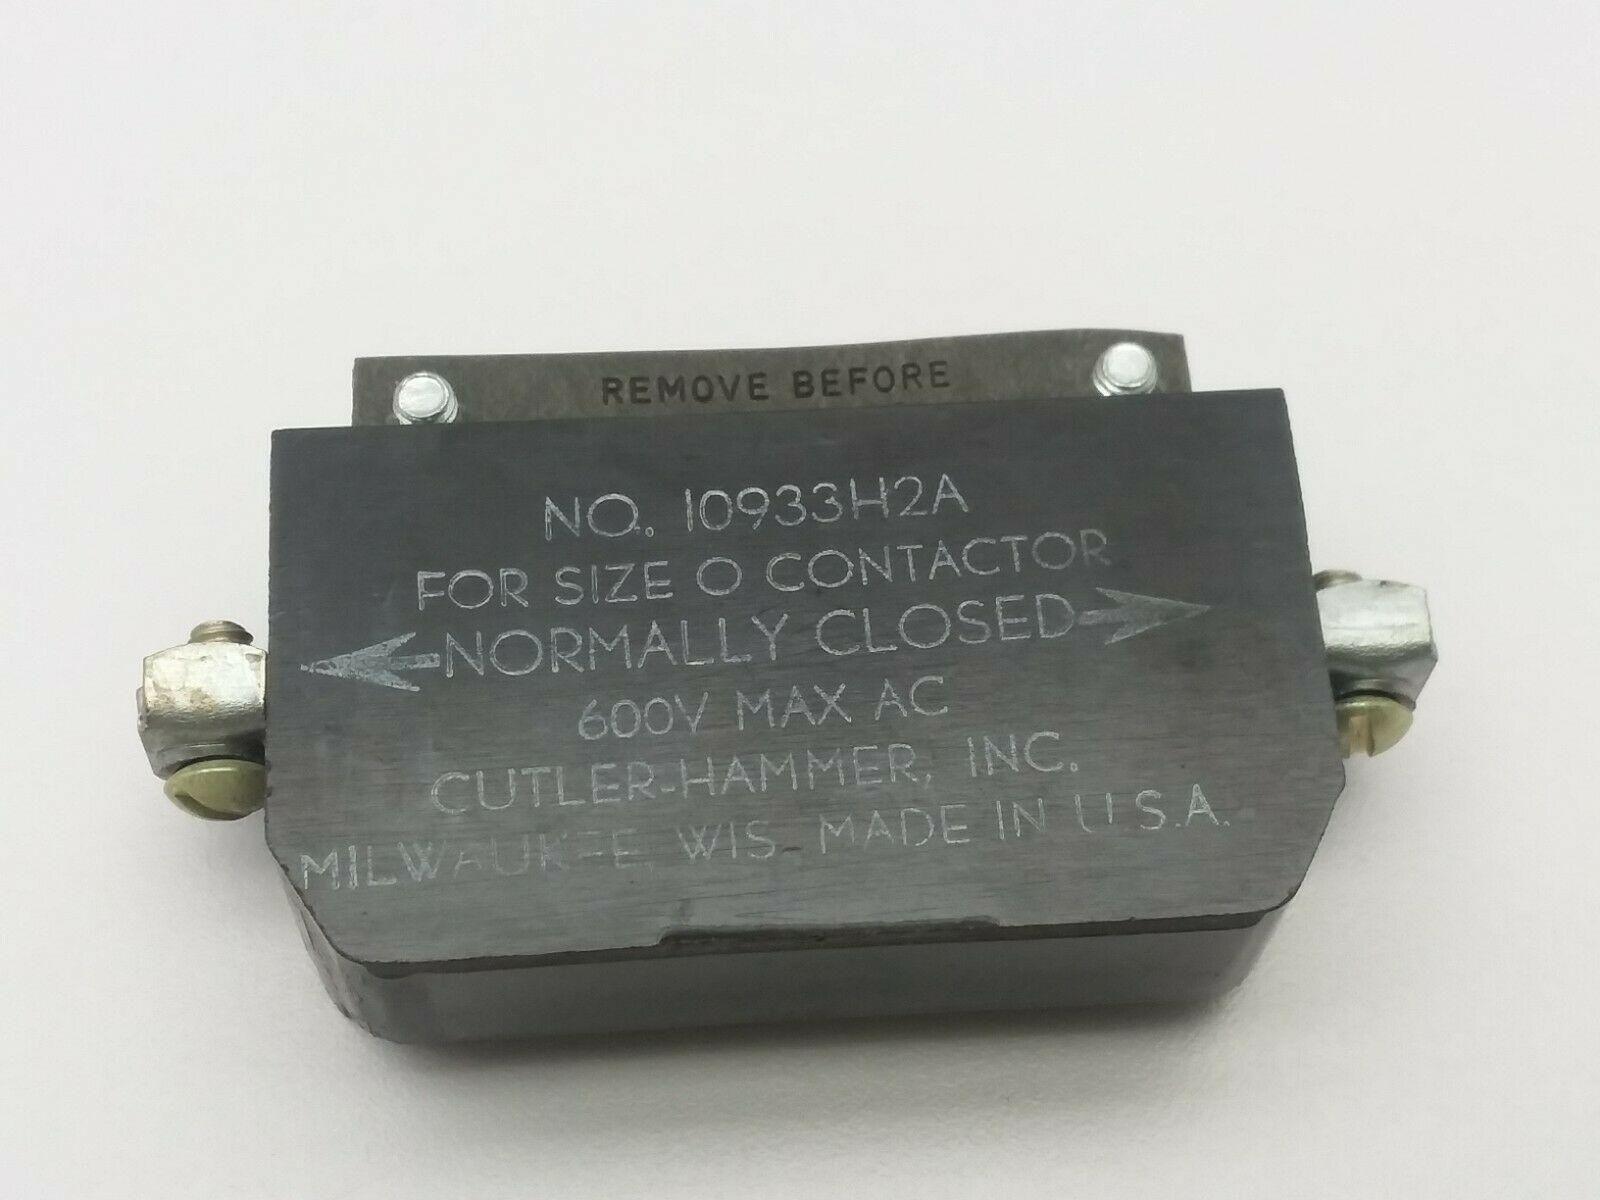 REMOVE BEFORE
NO. 10933H2A
FOR SIZE O CONTACTOR
NORMALLY CLOSED
600V MAX AC
CUTLER-HAMMER, INC.
MILWAUKEE, WIS. MADE IN U.S.A.